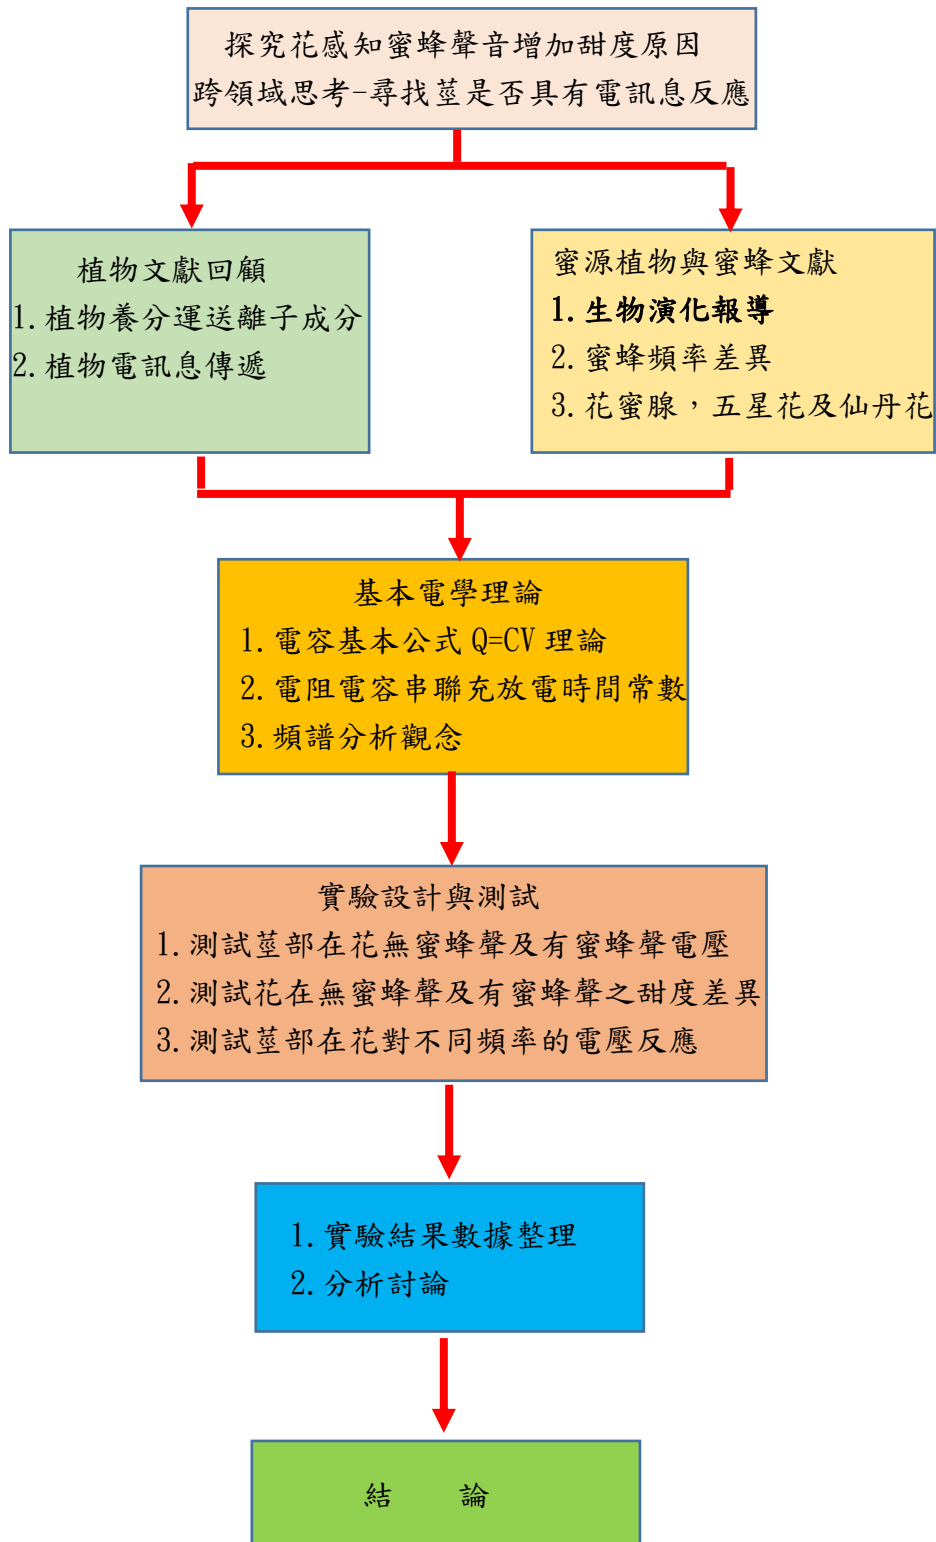 探究花感知蜜蜂聲音增加甜度原因
跨領域思考-尋找莖是否具有電訊息反應
植物文獻回顧
1.植物養分運送離子成分
2.植物電訊息傳遞
蜜源植物與蜜蜂文獻
1.生物演化報導
2.蜜蜂頻率差異
3.花蜜腺，五星花及仙丹花
基本電學理論
1.電容基本公式 Q=CV 理論
2.電阻電容串聯充放電時間常數
3.頻譜分析觀念
實驗設計與測試
1.測試莖部在花無蜜蜂聲及有蜜蜂聲電壓
2.測試花在無蜜蜂聲及有蜜蜂聲之甜度差異
3.測試莖部在花對不同頻率的電壓反應
1.實驗結果數據整理
2.分析討論
結　　論